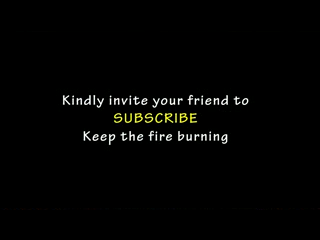 Kindly invite your friend to
SUBSCRIBE
Keep the fire burning